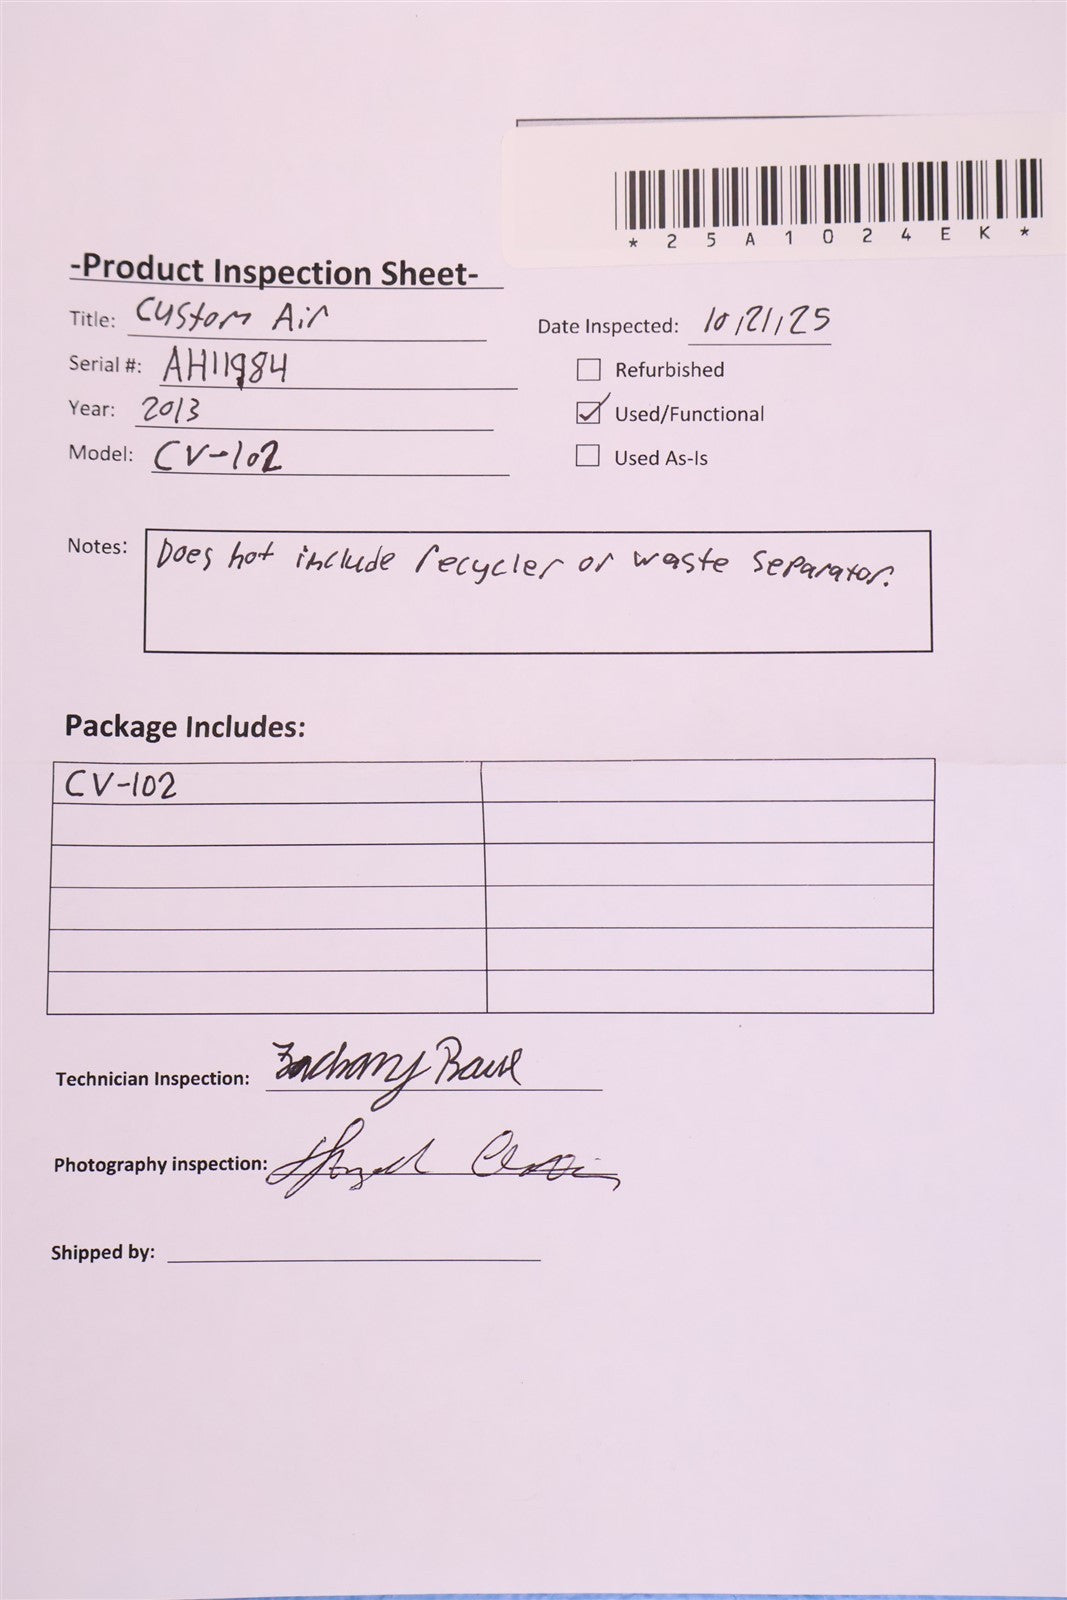 *25A1024EK*
-Product Inspection Sheet-
Title: Custom Air
Date Inspected: 10/21/25
Serial #: AH11984
Refurbished
Year: 2013
Used/Functional
Model: CV-102
Used As-Is
Notes: Does not include recycler or waste separator.
Package Includes:
CV-102
Technician Inspection: Zachary
Photography inspection:
Shipped by: